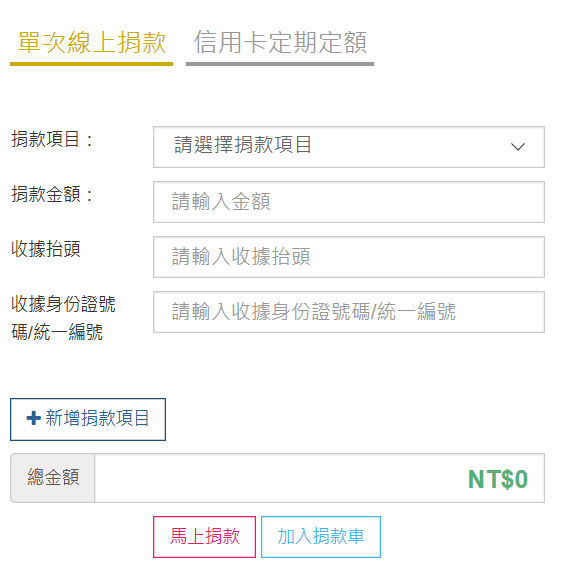 單次線上捐款 信用卡定期定額
捐款項目： 請選擇捐款項目
捐款金額： 請輸入金額
收據抬頭 請輸入收據抬頭
收據身份證號
碼/統一編號 請輸入收據身份證號碼/統一編號
新增捐款項目
總金額 NT$0
馬上捐款 加入捐款車